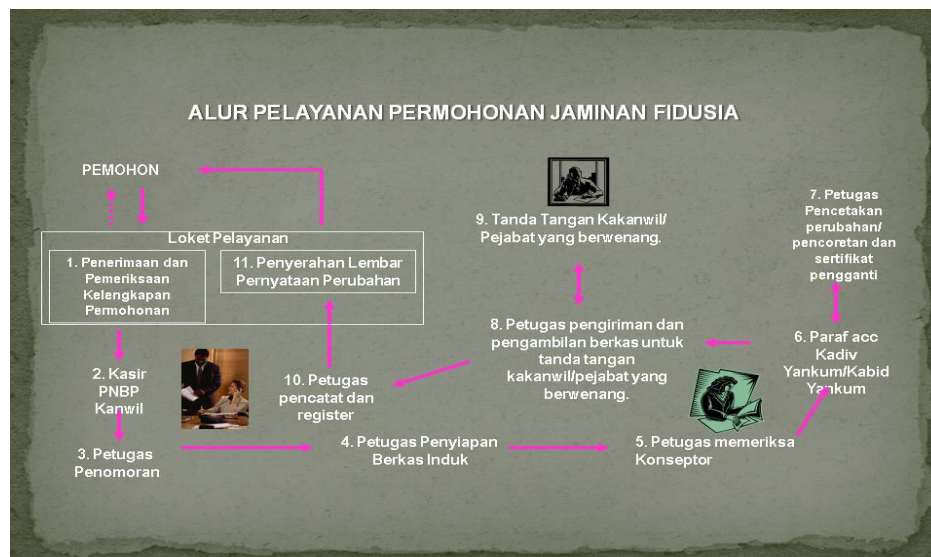 ALUR PELAYANAN PERMOHONAN JAMINAN FIDUSIA
PEMOHON
Loket Pelayanan
1. Penerimaan dan
Pemeriksaan
Kelengkapan
Permohonan
11. Penyerahan Lembar
Pernyataan Perubahan
2. Kasir
PNBP
Kanwil
3. Petugas
Penomoran
10. Petugas
pencatat dan
register
4. Petugas Penyiapan
Berkas Induk
9. Tanda Tangan Kakanwil/
Pejabat yang berwenang.
8. Petugas pengiriman dan
pengambilan berkas untuk
tanda tangan
kakanwil/pejabat yang
berwenang.
5. Petugas memeriksa
Konseptor
7. Petugas
Pencetakan
perubahan/
pencoretan dan
sertifikat
pengganti
6. Paraf acc
Kadiv
Yankum/Kabid
Yankum